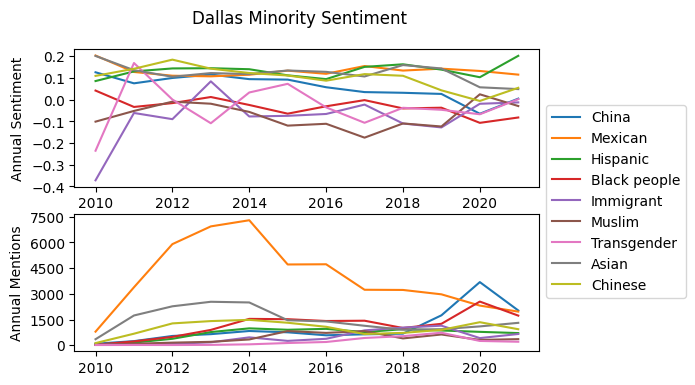 Dallas Minority Sentiment
Annual Sentiment
0.2
0.1
0.0
−0.1
−0.2
−0.3
−0.4
2010 2012 2014 2016 2018 2020
Annual Mentions
7500
6000
4500
3000
1500
0
2010 2012 2014 2016 2018 2020
China
Mexican
Hispanic
Black people
Immigrant
Muslim
Transgender
Asian
Chinese